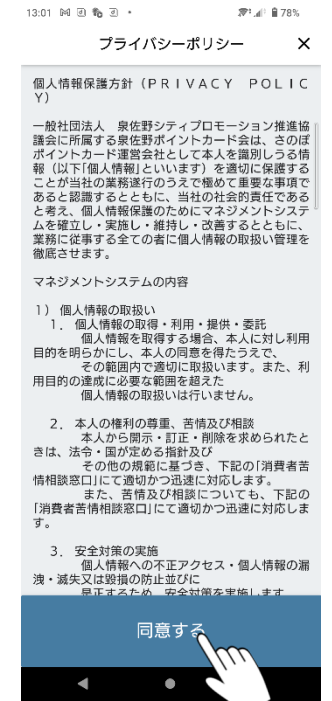 13:01
78%
プライバシーポリシー
個人情報保護方針（ＰＲＩＶＡＣＹ　ＰＯＬＩＣ
Ｙ）
一般社団法人　泉佐野シティプロモーション推進協
議会に所属する泉佐野ポイントカード会は、さのぽ
ポイントカード運営会社として本人を識別しうる情
報（以下「個人情報」といいます）を適切に保護する
ことが当社の業務遂行のうえで極めて重要な事項で
あると認識するとともに、当社の社会的責任である
と考え、個人情報保護のためにマネジメントシステ
ムを確立し・実施し・維持し・改善するとともに、
業務に従事する全ての者に個人情報の取扱い管理を
徹底させます。
マネジメントシステムの内容
１）個人情報の取扱い
１．個人情報の取得・利用・提供・委託
個人情報を取得する場合、本人に対し利用
目的を明らかにし、本人の同意を得たうえで、
その範囲内で適切に取扱います。また、利
用目的の達成に必要な範囲を超えた
個人情報の取扱いは行いません。
２．本人の権利の尊重、苦情及び相談
本人から開示・訂正・削除を求められたと
きは、法令・国が定める指針及び
その他の規範に基づき、下記の「消費者苦
情相談窓口」にて適切かつ迅速に対応します。
また、苦情及び相談についても、下記の
「消費者苦情相談窓口」にて適切かつ迅速に対応しま
す。
３．安全対策の実施
個人情報への不正アクセス・個人情報の漏
洩・滅失又は毀損の防止並びに
是正するため、安全対策を実施します
同意する